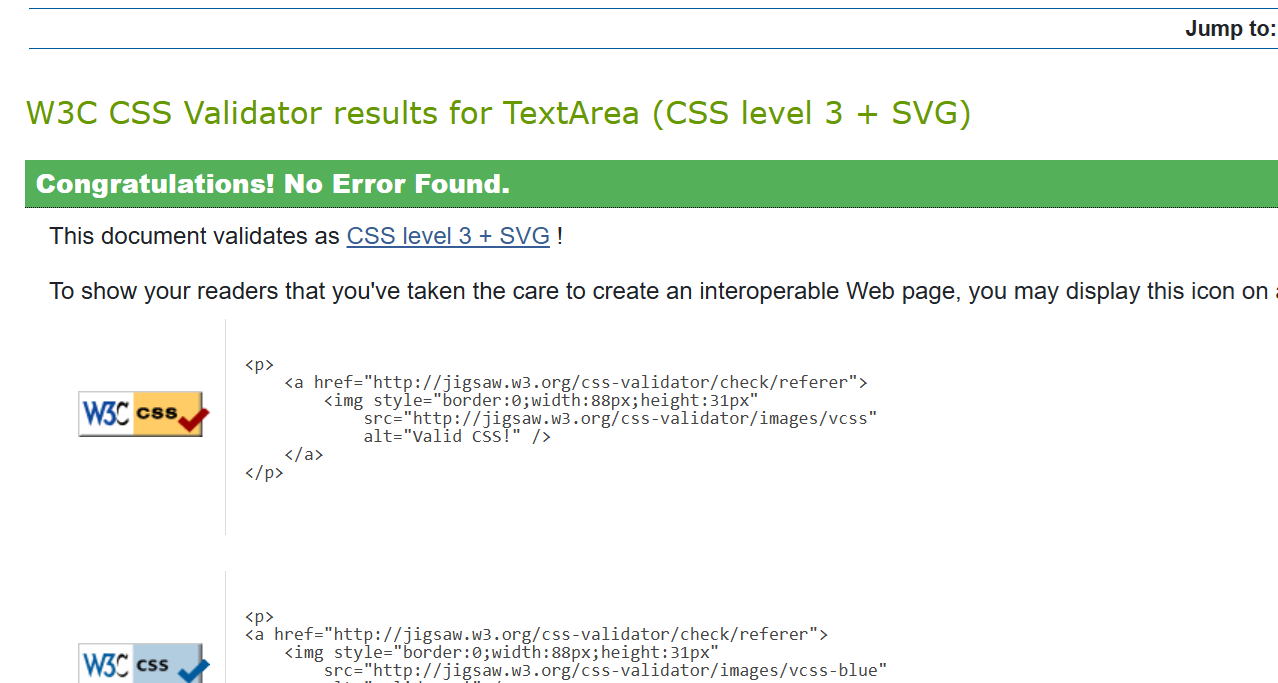 Jump to:
W3C CSS Validator results for TextArea (CSS level 3 + SVG)
Congratulations! No Error Found.
This document validates as CSS level 3 + SVG !
To show your readers that you've taken the care to create an interoperable Web page, you may display this icon on
<p>
<a href="http://jigsaw.w3.org/css-validator/check/referer">
<img style="border:0;width:88px;height:31px"
src="http://jigsaw.w3.org/css-validator/images/vcss"
alt="Valid CSS!" />
</a>
</p>
W3C css
<p>
<a href="http://jigsaw.w3.org/css-validator/check/referer">
<img style="border:0;width:88px;height:31px"
src="http://jigsaw.w3.org/css-validator/images/vcss-blue"
W3C css